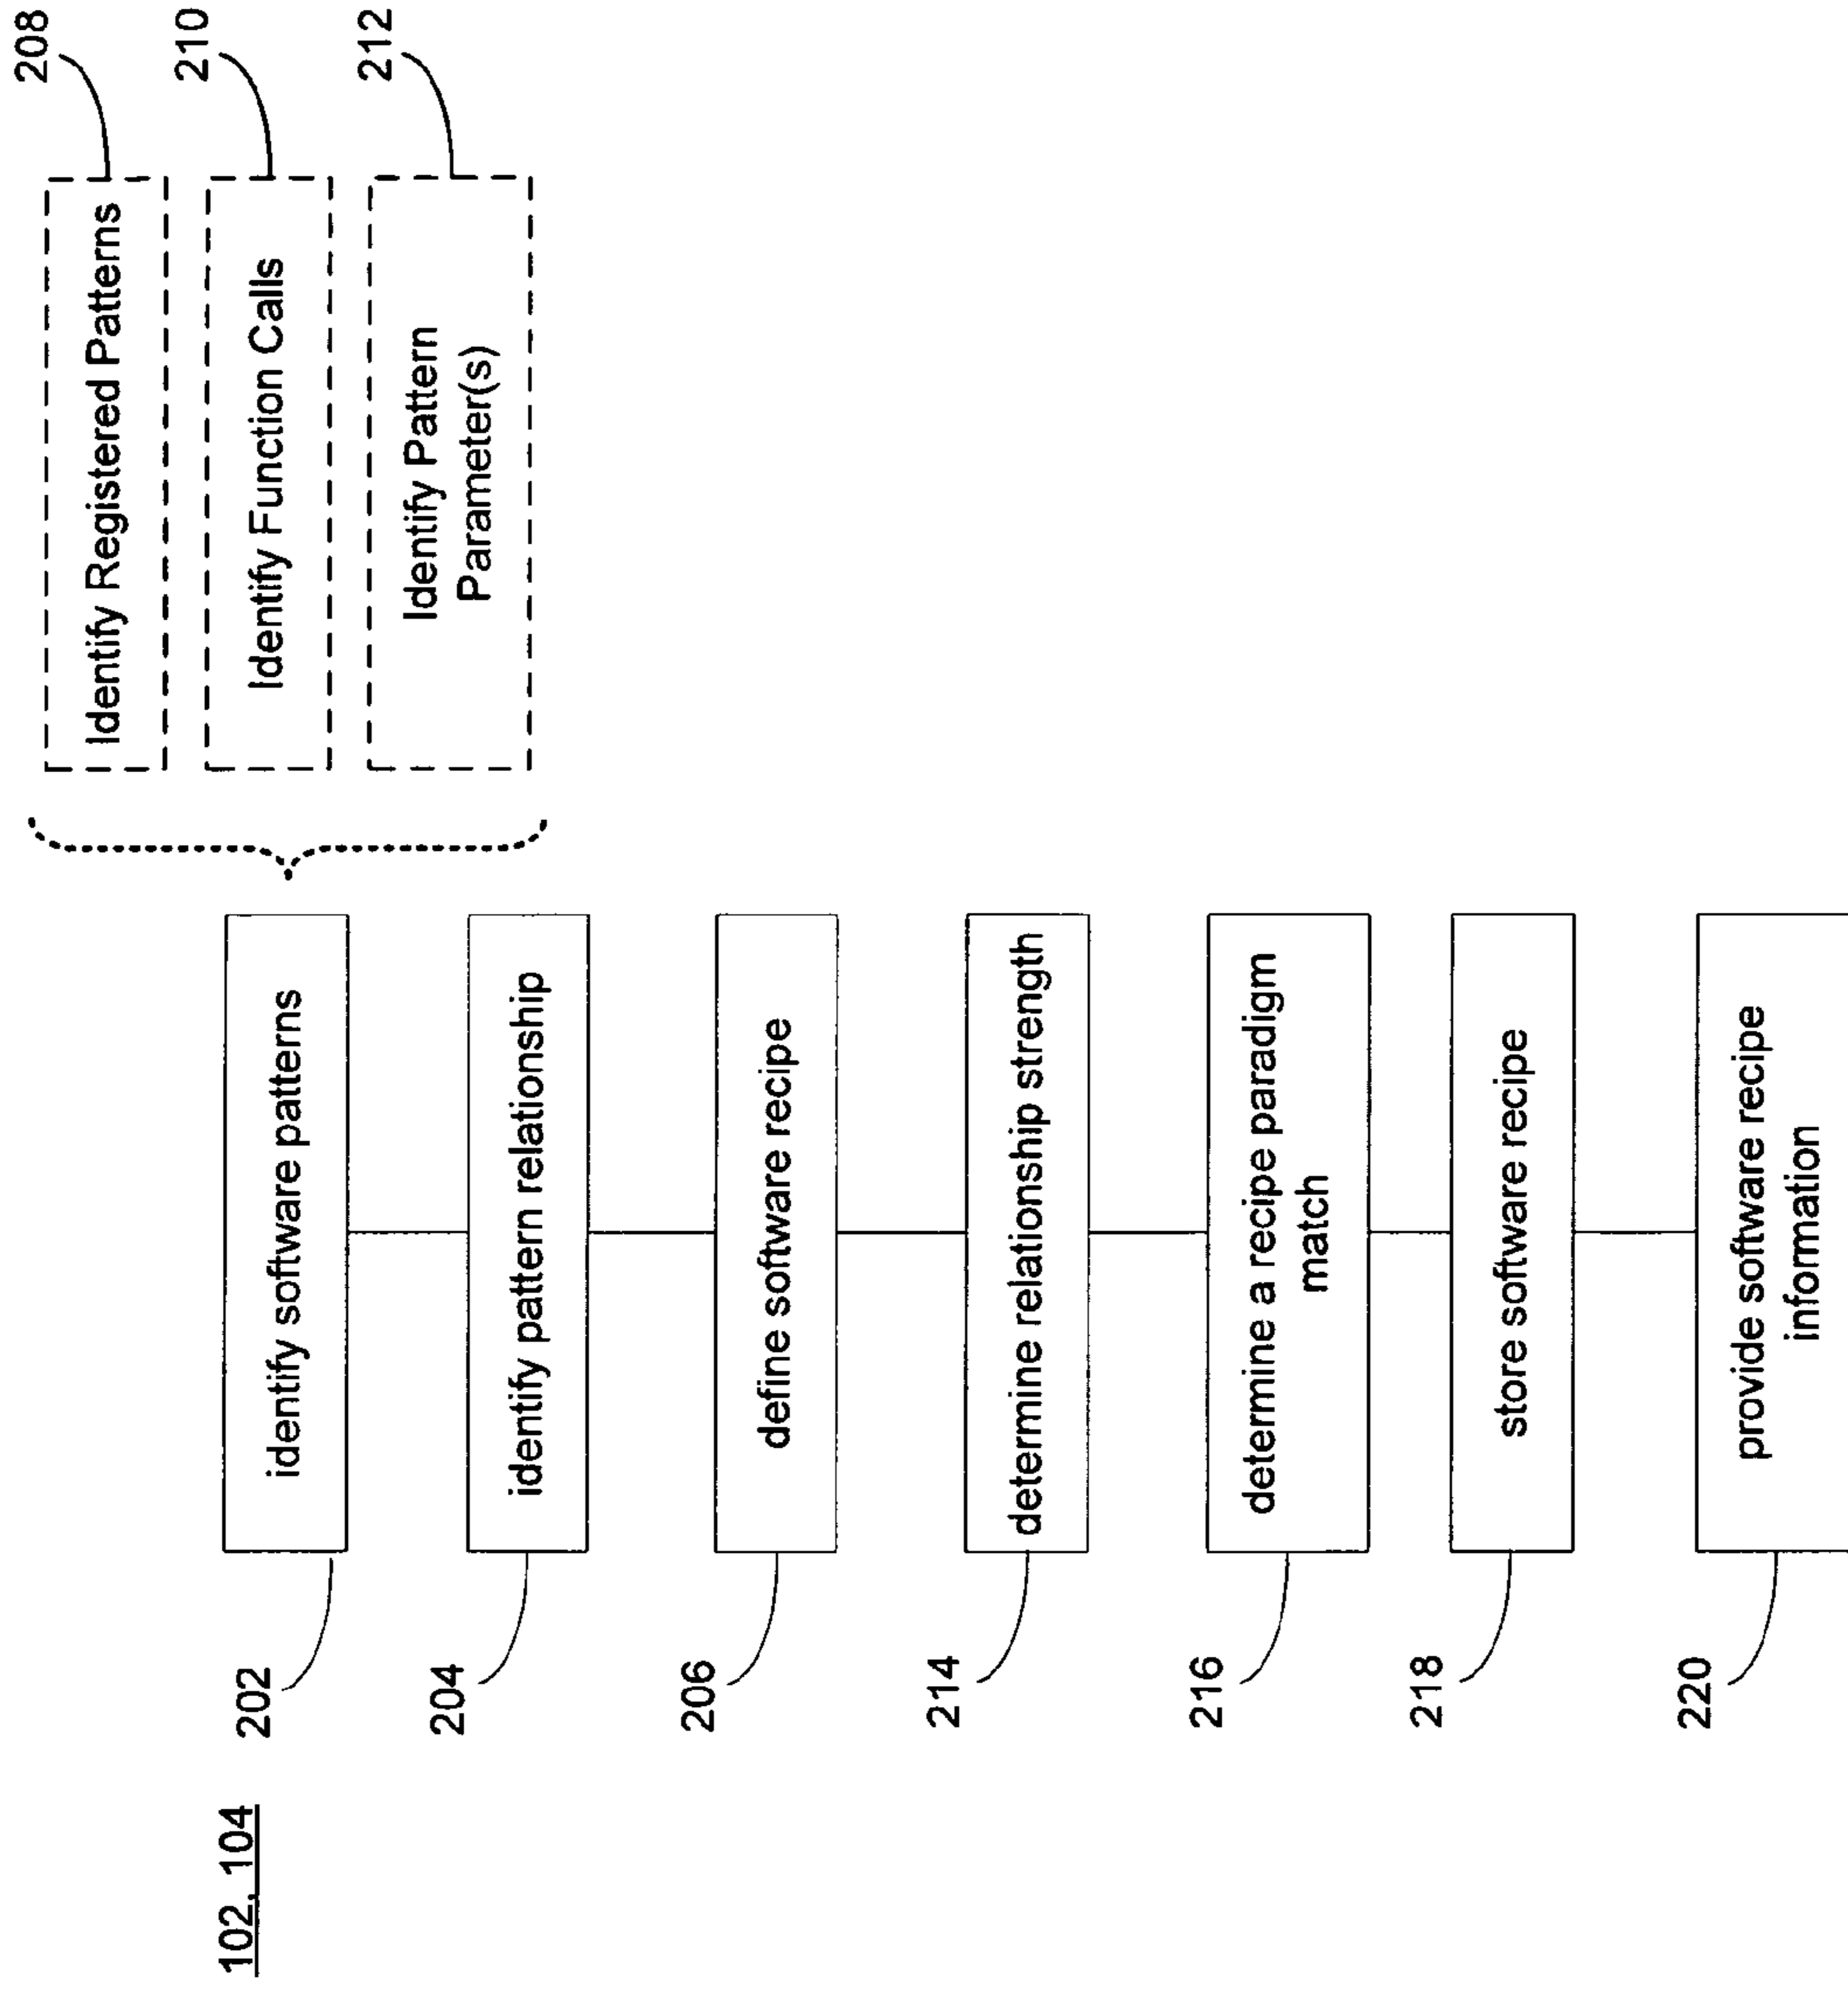 102, 104
202
identify software patterns
208
Identify Registered Patterns
210
Identify Function Calls
212
Identify Pattern
Parameter(s)
204
identify pattern relationship
206
define software recipe
214
determine relationship strength
216
determine a recipe paradigm
match
218
store software recipe
220
provide software recipe
information